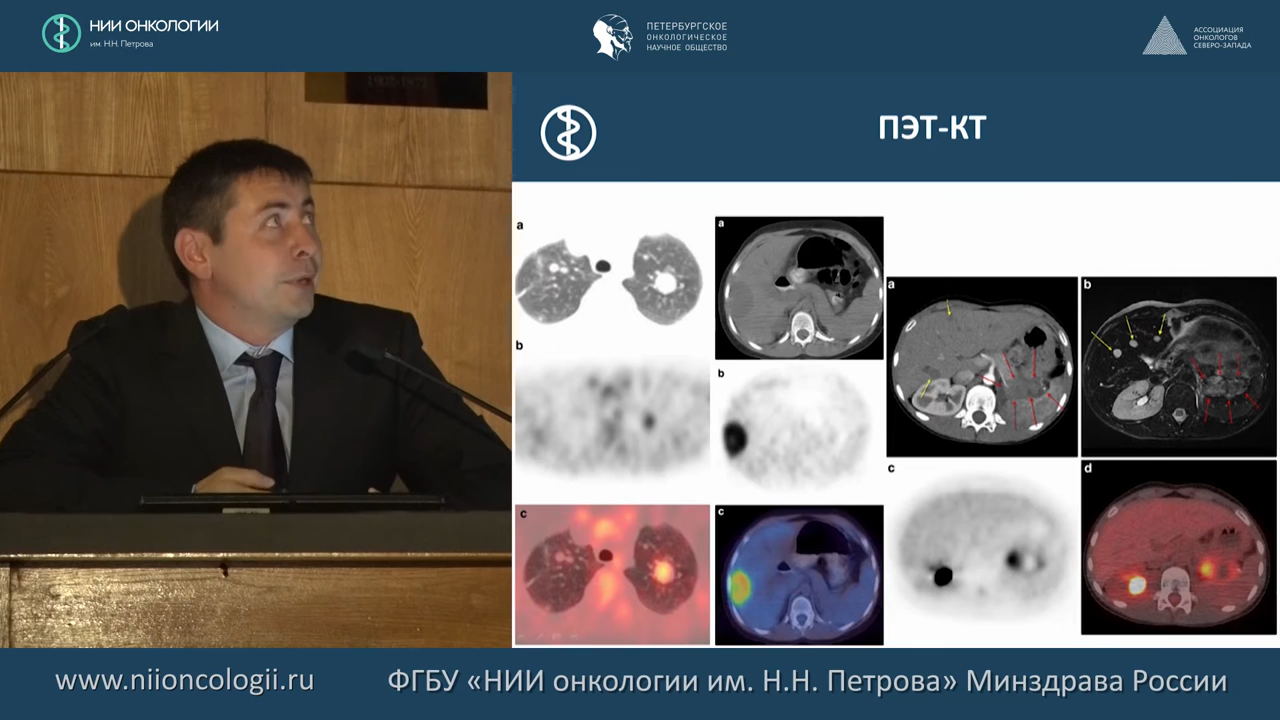 НИИ ОНКОЛОГИИ
им. Н.Н. Петрова
ПЕТЕРБУРГСКОЕ
ОНКОЛОГИЧЕСКОЕ
НАУЧНОЕ ОБЩЕСТВО
АССОЦИАЦИЯ
ОНКОЛОГОВ
СЕВЕРО-ЗАПАДА
ПЭТ-КТ
a
b
c
a
b
c
a
b
c
d
www.niioncologii.ru
ФГБУ «НИИ онкологии им. Н.Н. Петрова» Минздрава России